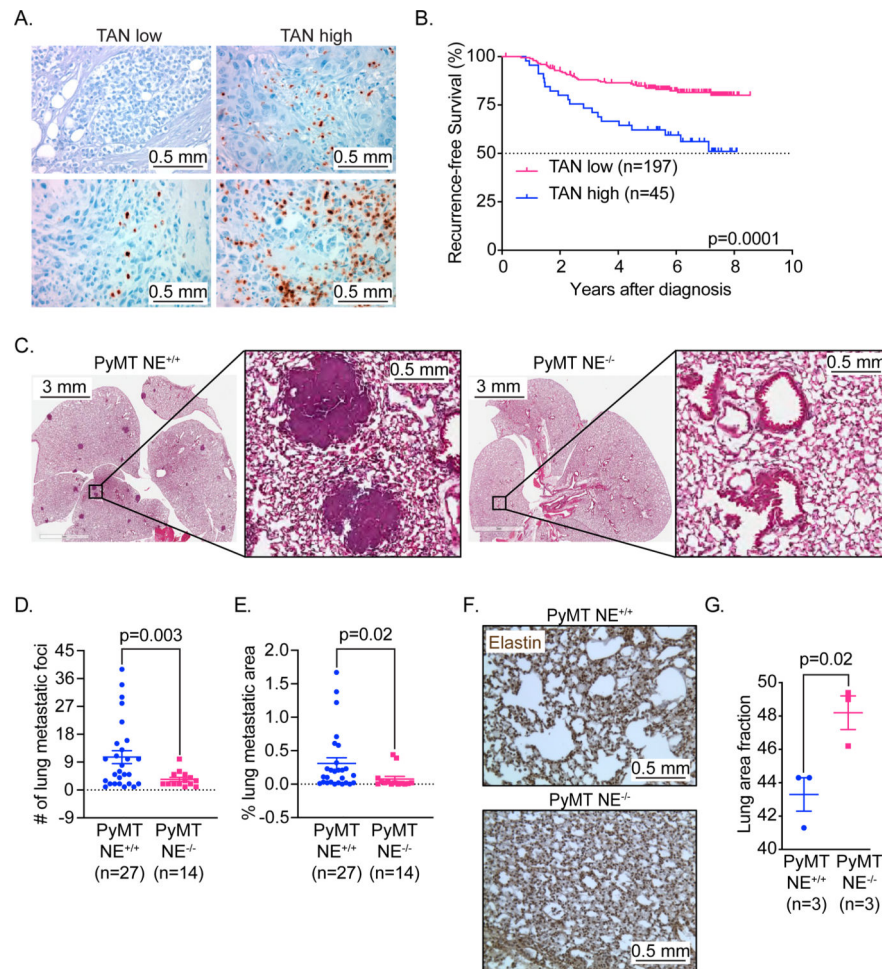 A.
TAN low
TAN high
0.5 mm
0.5 mm
0.5 mm
0.5 mm
B.
Recurrence-free Survival (%)
100
75
50
25
0
TAN low (n=197)
TAN high (n=45)
p=0.0001
0 2 4 6 8 10
Years after diagnosis
C.
PyMT NE+/+
3 mm
0.5 mm
PyMT NE-/-
3 mm
0.5 mm
D.
p=0.003
# of lung metastatic foci
45
36
27
18
9
0
-9
PyMT PyMT
NE+/+ NE-/-
(n=27) (n=14)
E.
p=0.02
% lung metastatic area
2.0
1.5
1.0
0.5
0.0
-0.5
PyMT PyMT
NE+/+ NE-/-
(n=27) (n=14)
F.
PyMT NE+/+
Elastin
0.5 mm
PyMT NE-/-
0.5 mm
G.
p=0.02
Lung area fraction
50
48
46
44
42
40
PyMT PyMT
NE+/+ NE-/-
(n=3) (n=3)